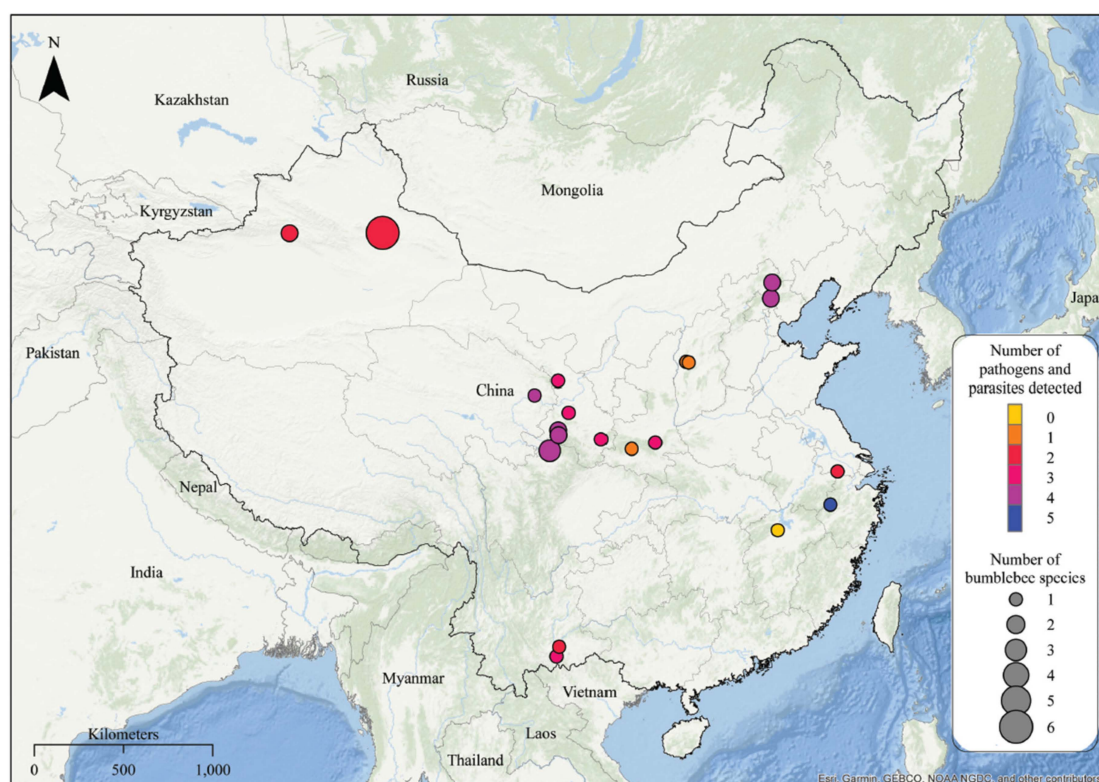 N
Russia
Kazakhstan
Mongolia
Kyrgyzstan
Japa
Pakistan
China
Nepal
India
Myanmar
Vietnam
Laos
Thailand
Kilometers
0 500 1,000
Number of
pathogens and
parasites detected
0
1
2
3
4
5
Number of
bumblebee species
1
2
3
4
5
6
Esri, Garmin, GEBCO, NOAA NGDC, and other contributors